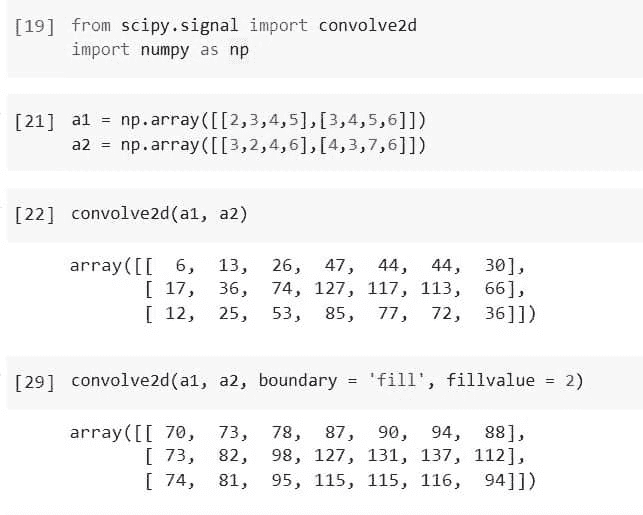 [19] from scipy.signal import convolve2d
import numpy as np
[21] a1 = np.array([[2,3,4,5],[3,4,5,6]])
a2 = np.array([[3,2,4,6],[4,3,7,6]])
[22] convolve2d(a1, a2)
array([[  6,  13,  26,  47,  44,  44,  30],
[ 17,  36,  74, 127, 117, 113,  66],
[ 12,  25,  53,  85,  77,  72,  36]])
[29] convolve2d(a1, a2, boundary = 'fill', fillvalue = 2)
array([[ 70,  73,  78,  87,  90,  94,  88],
[ 73,  82,  98, 127, 131, 137, 112],
[ 74,  81,  95, 115, 115, 116,  94]])